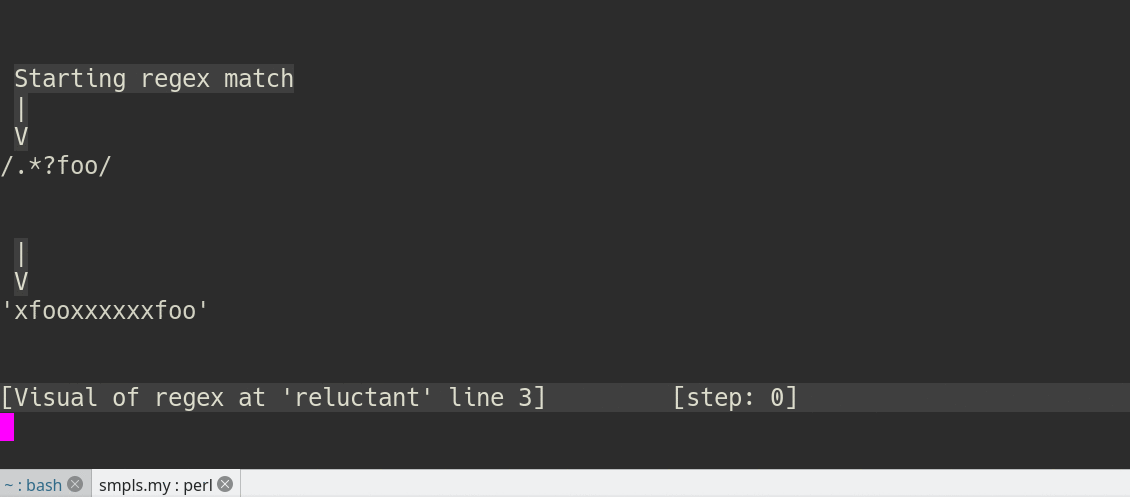 Starting regex match
|
V
/.*?foo/
|
V
'xfooxxxxxxfoo'
[Visual of regex at 'reluctant' line 3] [step: 0]
~ : bash smpls.my : perl